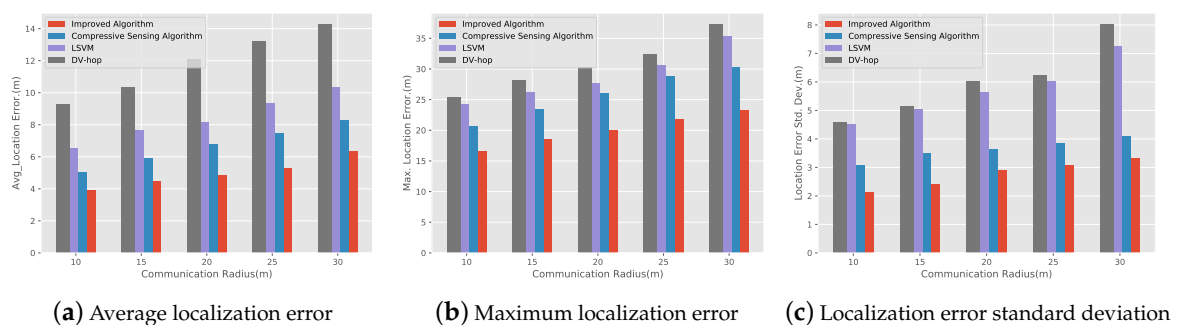 Improved Algorithm
Compressive Sensing Algorithm
LSVM
DV-hop
14
12
10
8
6
4
2
0
Avg_Location Error.(m)
10 15 20 25 30
Communication Radius(m)
(a) Average localization error
Improved Algorithm
Compressive Sensing Algorithm
LSVM
DV-hop
35
30
25
20
15
10
5
0
Max. Location Error.(m)
10 15 20 25 30
Communication Radius(m)
(b) Maximum localization error
Improved Algorithm
Compressive Sensing Algorithm
LSVM
DV-hop
8
7
6
5
4
3
2
1
0
Location Error Std. Dev.(m)
10 15 20 25 30
Communication Radius(m)
(c) Localization error standard deviation